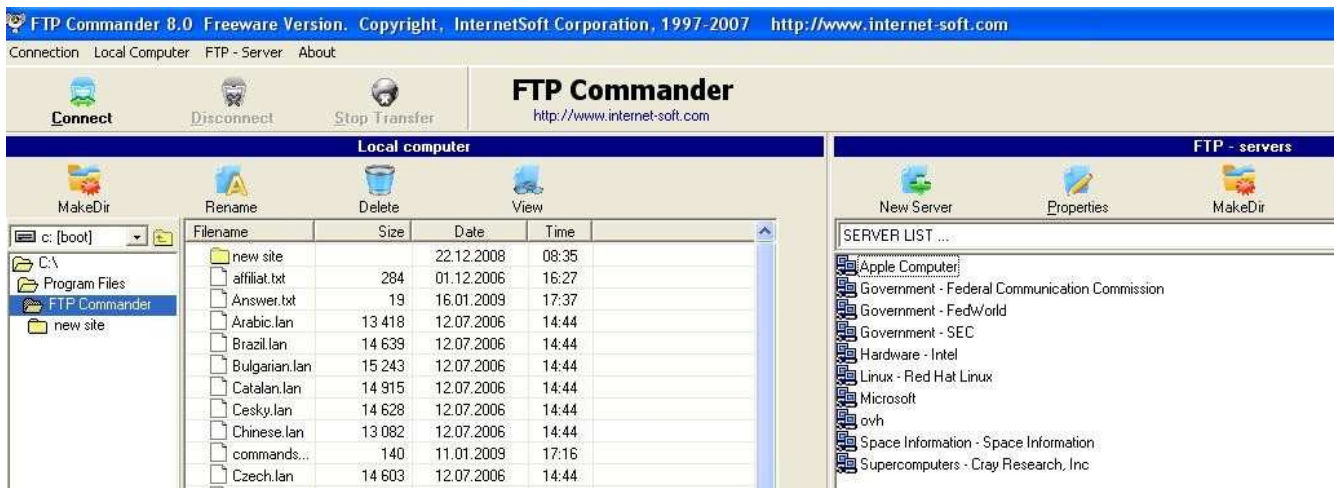 FTP Commander 8.0 Freeware Version. Copyright, InternetSoft Corporation, 1997-2007 http://www.internet-soft.com
Connection Local Computer FTP - Server About
Connect Disconnect Stop Transfer
FTP Commander
http://www.internet-soft.com
Local computer
MakeDir Rename Delete View
c: [boot]
C:\
Program Files
FTP Commander
new site
Filename Size Date Time
new site 22.12.2008 08:35
affiliat.txt 284 01.12.2006 16:27
Answer.txt 19 16.01.2009 17:37
Arabic.lan 13 418 12.07.2006 14:44
Brazil.lan 14 639 12.07.2006 14:44
Bulgarian.lan 15 243 12.07.2006 14:44
Catalan.lan 14 915 12.07.2006 14:44
Cesky.lan 14 628 12.07.2006 14:44
Chinese.lan 13 082 12.07.2006 14:44
commands... 140 11.01.2009 17:16
Czech.lan 14 603 12.07.2006 14:44
FTP - servers
New Server Properties MakeDir
SERVER LIST ...
Apple Computer
Government - Federal Communication Commission
Government - FedWorld
Government - SEC
Hardware - Intel
Linux - Red Hat Linux
Microsoft
ovh
Space Information - Space Information
Supercomputers - Cray Research, Inc